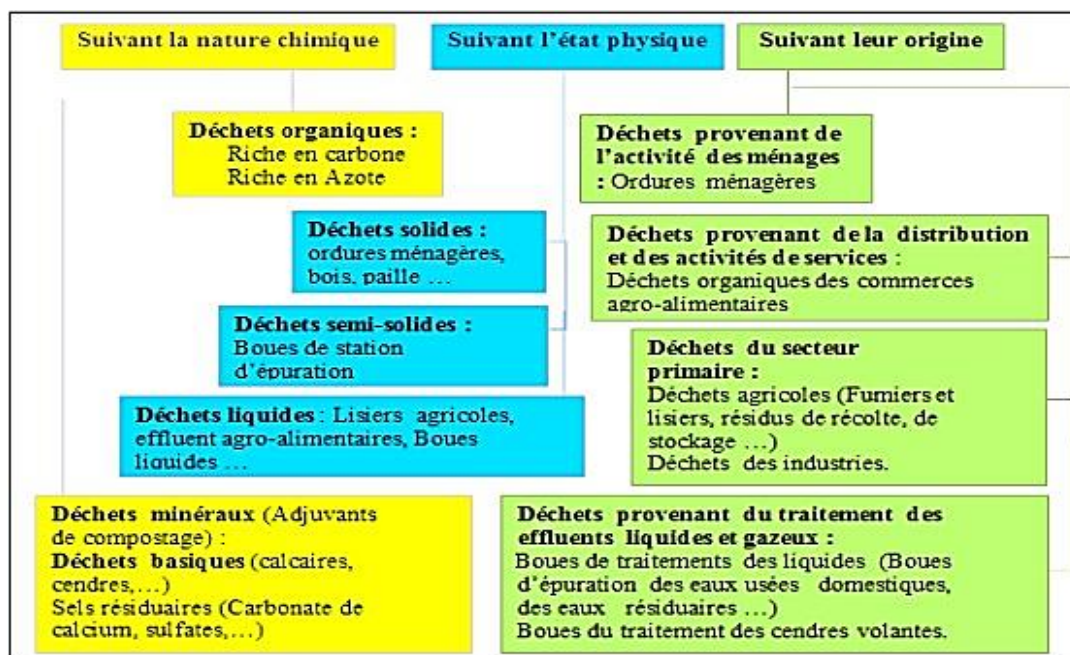 Suivant la nature chimique
Suivant l'état physique
Suivant leur origine
Déchets organiques :
Riche en carbone
Riche en Azote
Déchets provenant de
l'activité des ménages
: Ordures ménagères
Déchets solides :
ordures ménagères,
bois, paille ...
Déchets provenant de la distribution
et des activités de services :
Déchets organiques des commerces
agro-alimentaires
Déchets semi-solides :
Boues de station
d'épuration
Déchets du secteur
primaire :
Déchets agricoles (Fumiers et
lisiers, résidus de récolte, de
stockage ...)
Déchets des industries.
Déchets liquides : Lisiers agricoles,
effluent agro-alimentaires, Boues
liquides ...
Déchets minéraux (Adjuvants
de compostage) :
Déchets basiques (calcaires,
cendres,...)
Sels résiduaires (Carbonate de
calcium, sulfates,...)
Déchets provenant du traitement des
effluents liquides et gazeux :
Boues de traitements des liquides (Boues
d'épuration des eaux usées domestiques,
des eaux résiduaires ...)
Boues du traitement des cendres volantes.